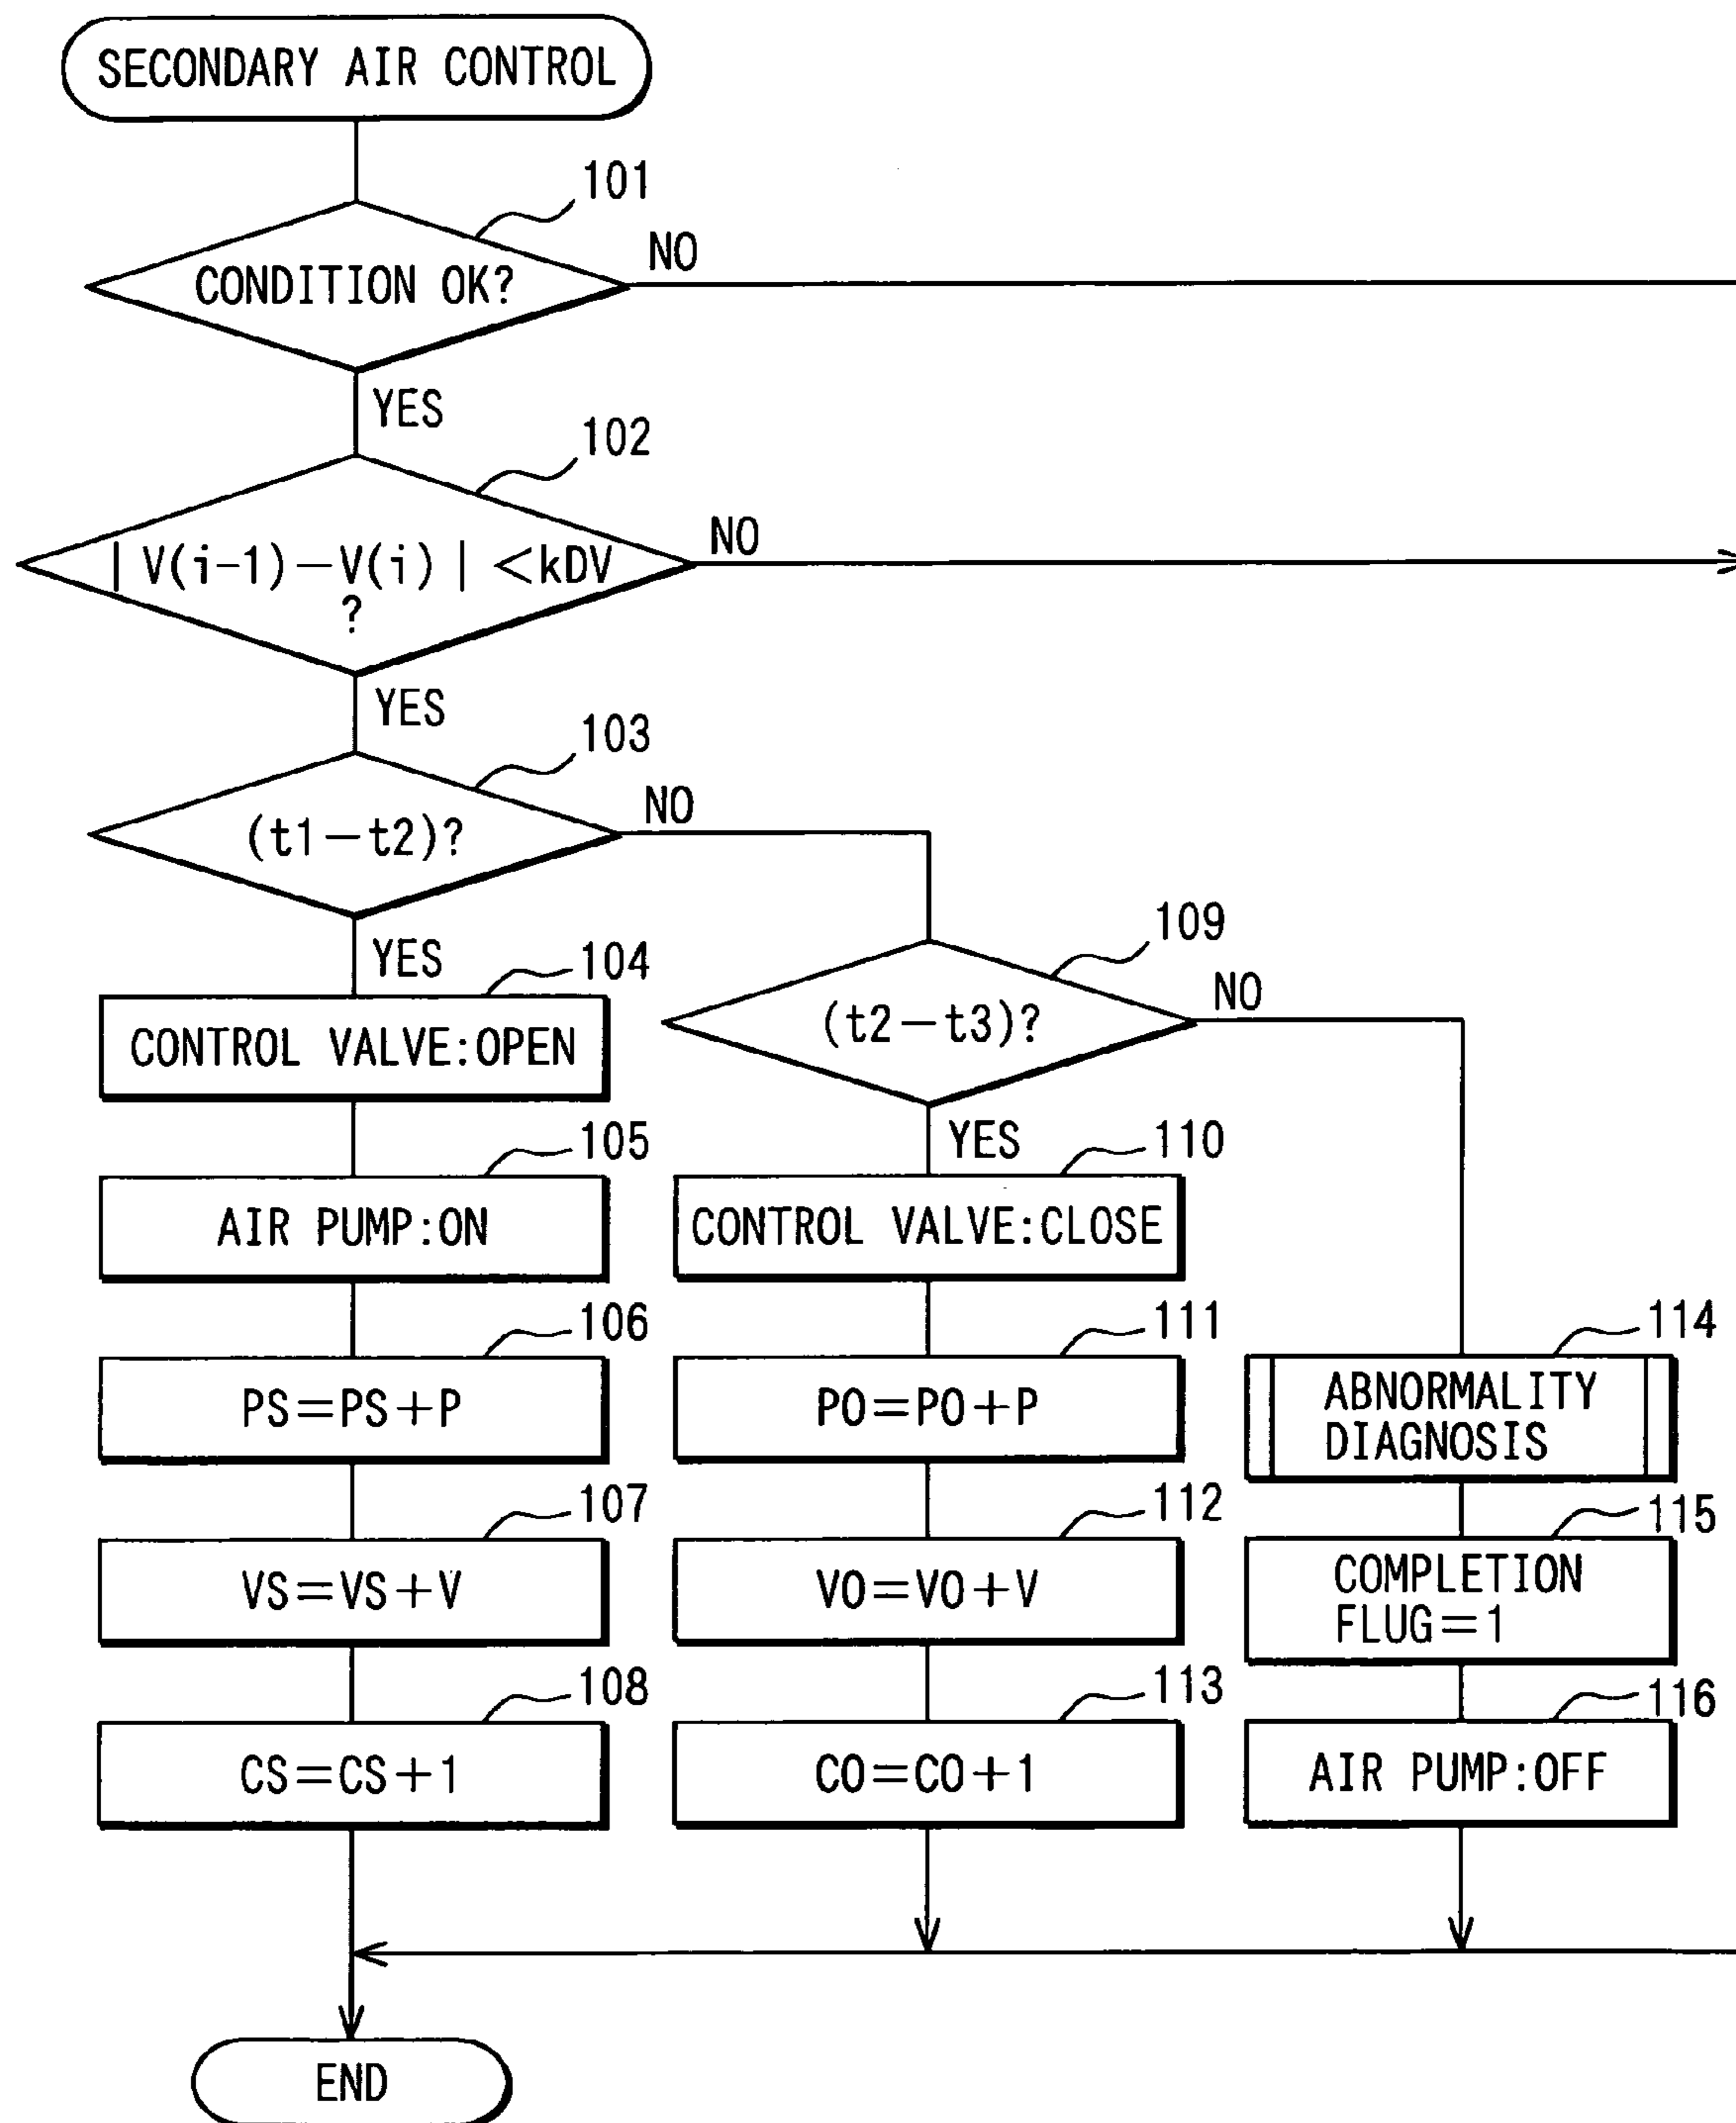 SECONDARY AIR CONTROL
101
CONDITION OK?
NO
YES
102
| V(i-1)−V(i) | <kDV
?
NO
YES
103
(t1−t2)?
NO
YES
104
CONTROL VALVE:OPEN
105
AIR PUMP:ON
106
PS=PS+P
107
VS=VS+V
108
CS=CS+1
109
(t2−t3)?
NO
YES
110
CONTROL VALVE:CLOSE
111
PO=PO+P
112
VO=VO+V
113
CO=CO+1
114
ABNORMALITY
DIAGNOSIS
115
COMPLETION
FLUG=1
116
AIR PUMP:OFF
END